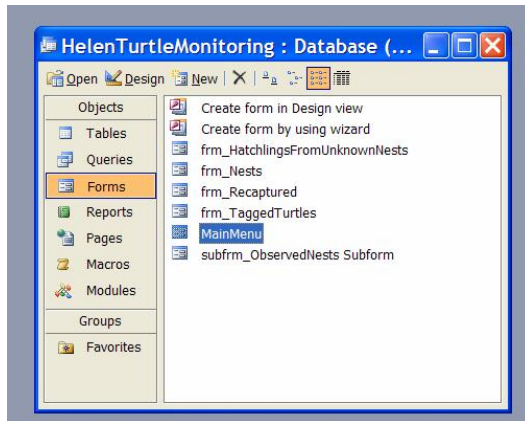 HelenTurtleMonitoring : Database (...
Open Design New
Objects
Tables
Queries
Forms
Reports
Pages
Macros
Modules
Groups
Favorites
Create form in Design view
Create form by using wizard
frm_HatchlingsFromUnknownNests
frm_Nests
frm_Recaptured
frm_TaggedTurtles
MainMenu
subfrm_ObservedNests Subform